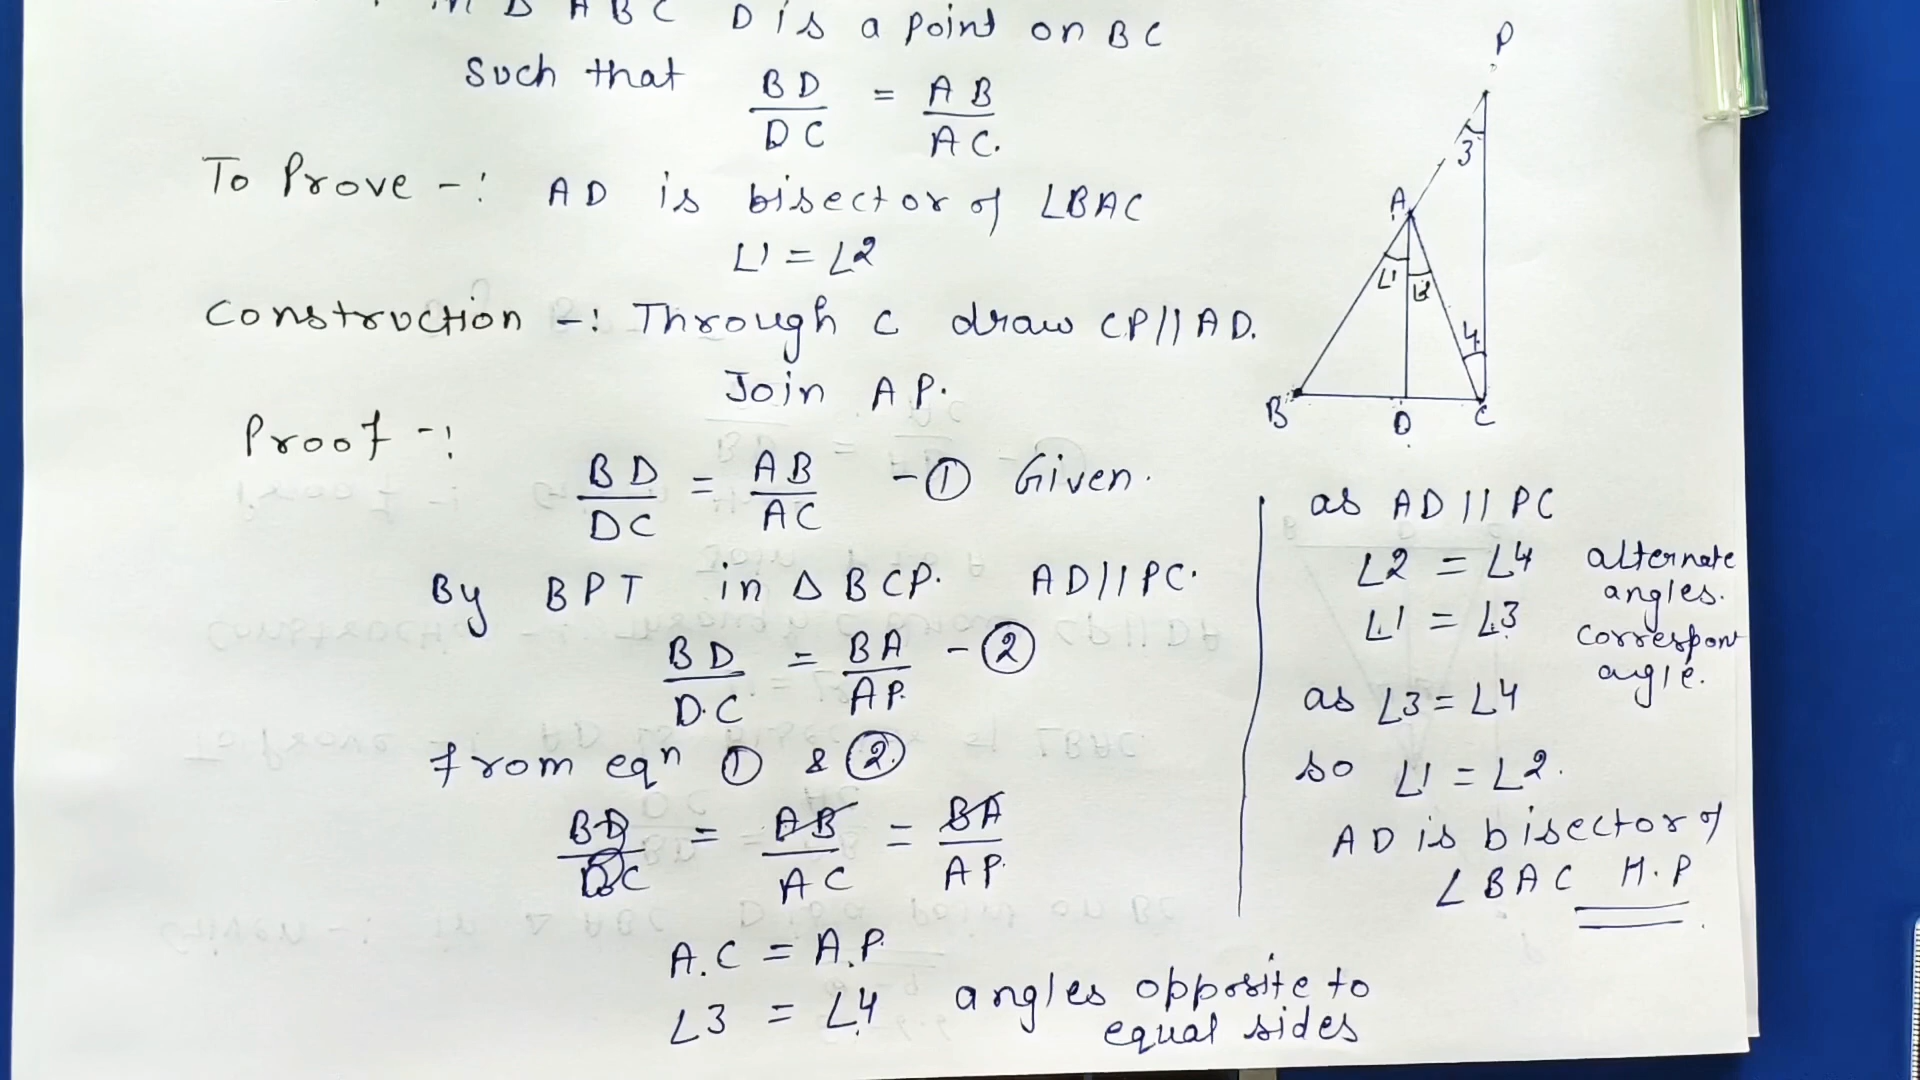 in Δ ABC D is a point on BC
Such that BD/DC = AB/AC.
To Prove -: AD is bisector of ∠BAC
∠1 = ∠2
Construction -: Through C draw CP//AD.
Join AP.
Proof -:
BD/DC = AB/AC - ① Given.
By BPT in Δ BCP. AD//PC.
BD/D.C = BA/AP. - ②
from eqn ① & ②
BD/DC = AB/AC = BA/AP.
A.C = A.P.
∠3 = ∠4 angles opposite to
equal sides
P
3
A
∠1 ∠2
4
B D C
as AD // PC
∠2 = ∠4 alternate
angles.
∠1 = ∠3 correspont
angle.
as ∠3 = ∠4
so ∠1 = ∠2.
AD is bisector of
∠BAC H.P